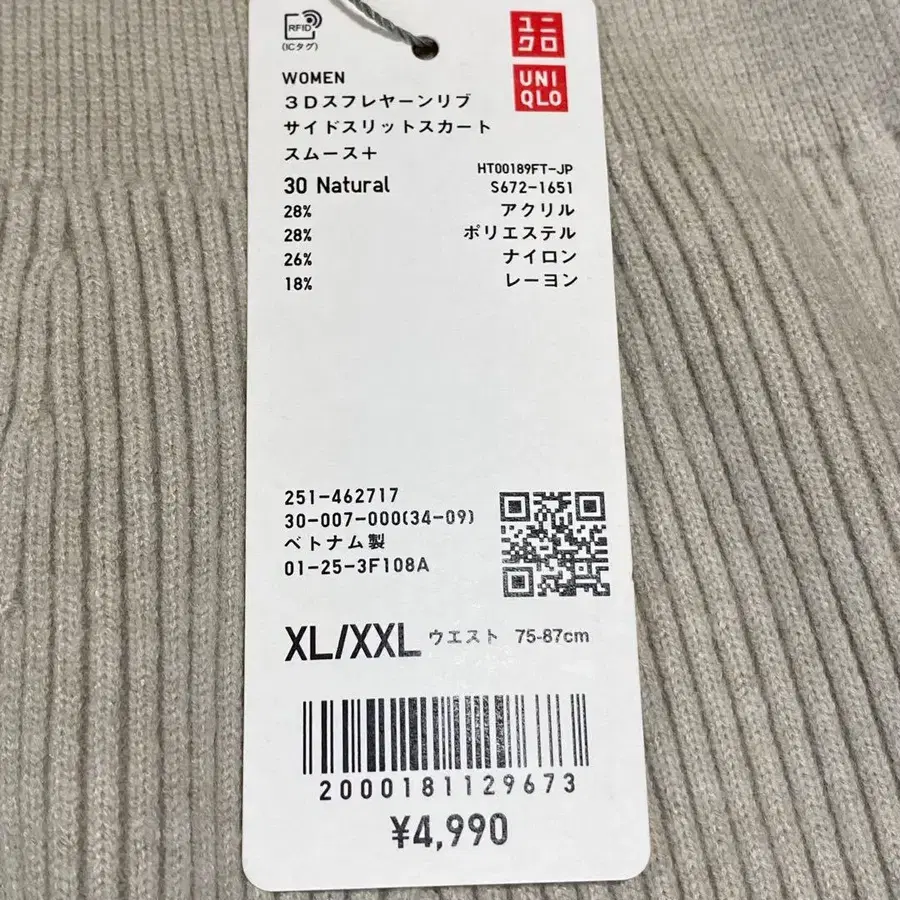 RFID
(ICタグ)
ユニ
クロ
UNI
QLO
WOMEN
3Dスフレヤーンリブ
サイドスリットスカート
スムース+
HT00189FT-JP
30 Natural S672-1651
28% アクリル
28% ポリエステル
26% ナイロン
18% レーヨン
251-462717
30-007-000(34-09)
ベトナム製
01-25-3F108A
XL/XXL ウエスト 75-87cm
2000181129673
¥4,990